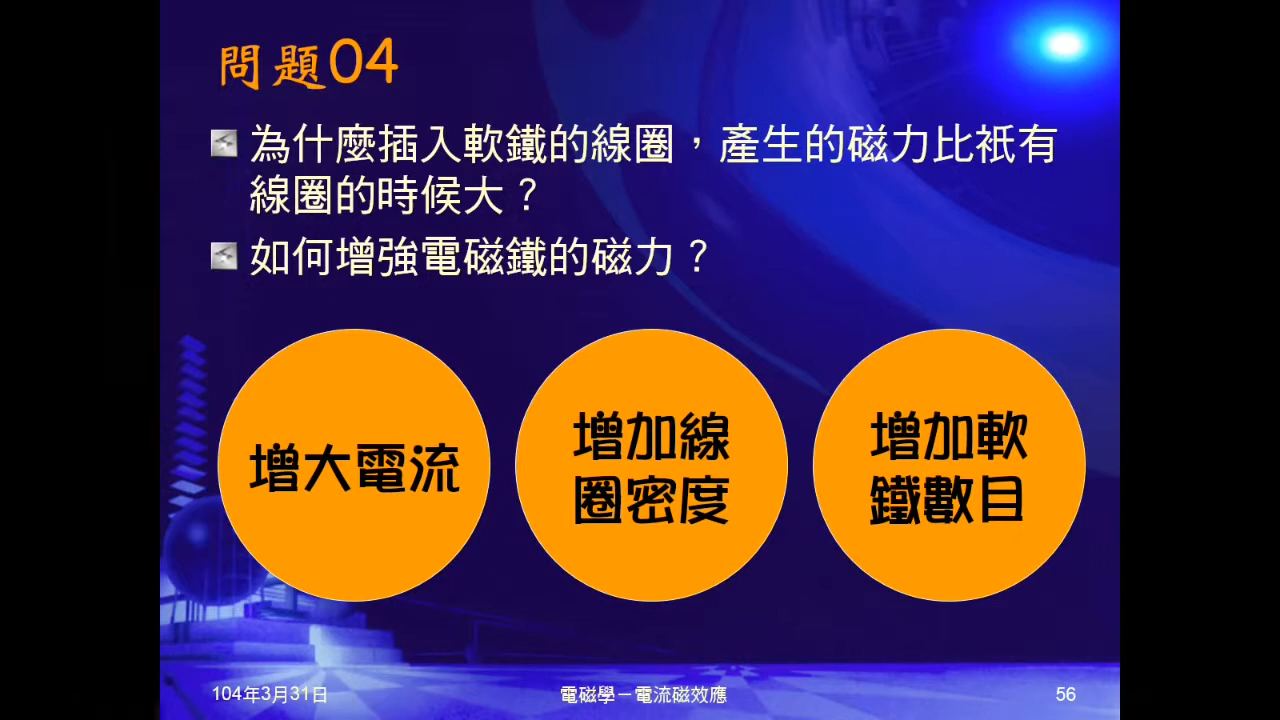 問題04
為什麼插入軟鐵的線圈，產生的磁力比祇有
線圈的時候大？
如何增強電磁鐵的磁力？
增大電流
增加線
圈密度
增加軟
鐵數目
104年3月31日
電磁學－電流磁效應
56